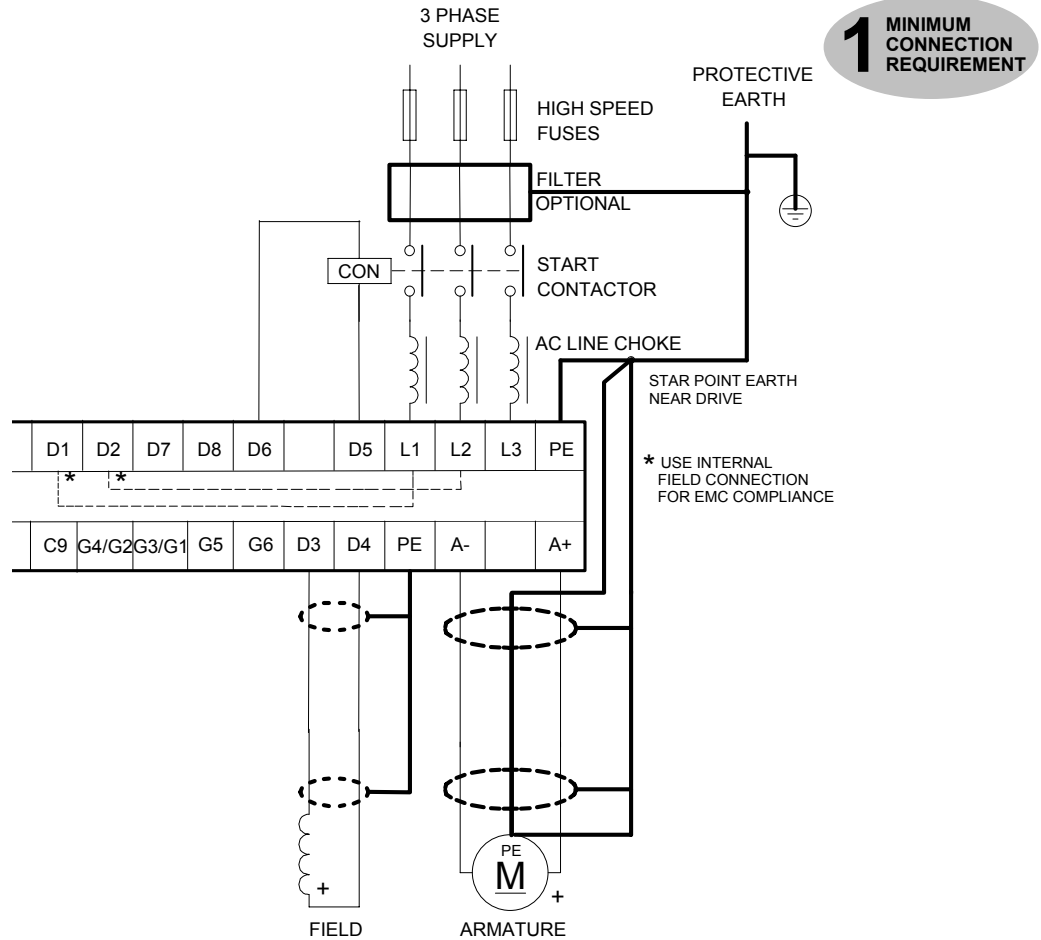 3 PHASE
SUPPLY
1 MINIMUM
CONNECTION
REQUIREMENT
PROTECTIVE
EARTH
HIGH SPEED
FUSES
FILTER
OPTIONAL
CON
START
CONTACTOR
AC LINE CHOKE
STAR POINT EARTH
NEAR DRIVE
D1 D2 D7 D8 D6 D5 L1 L2 L3 PE
* *
* USE INTERNAL
FIELD CONNECTION
FOR EMC COMPLIANCE
C9 G4/G2 G3/G1 G5 G6 D3 D4 PE A- A+
PE
M
+
+
FIELD
ARMATURE